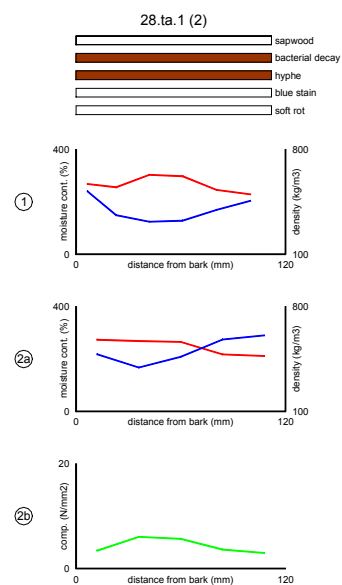 28.ta.1 (2)
sapwood
bacterial decay
hyphe
blue stain
soft rot
1
400
0
moisture cont. (%)
800
100
density (kg/m3)
0
distance from bark (mm)
120
2a
400
0
moisture cont. (%)
800
100
density (kg/m3)
0
distance from bark (mm)
120
2b
20
0
comp. (N/mm2)
0
distance from bark (mm)
120